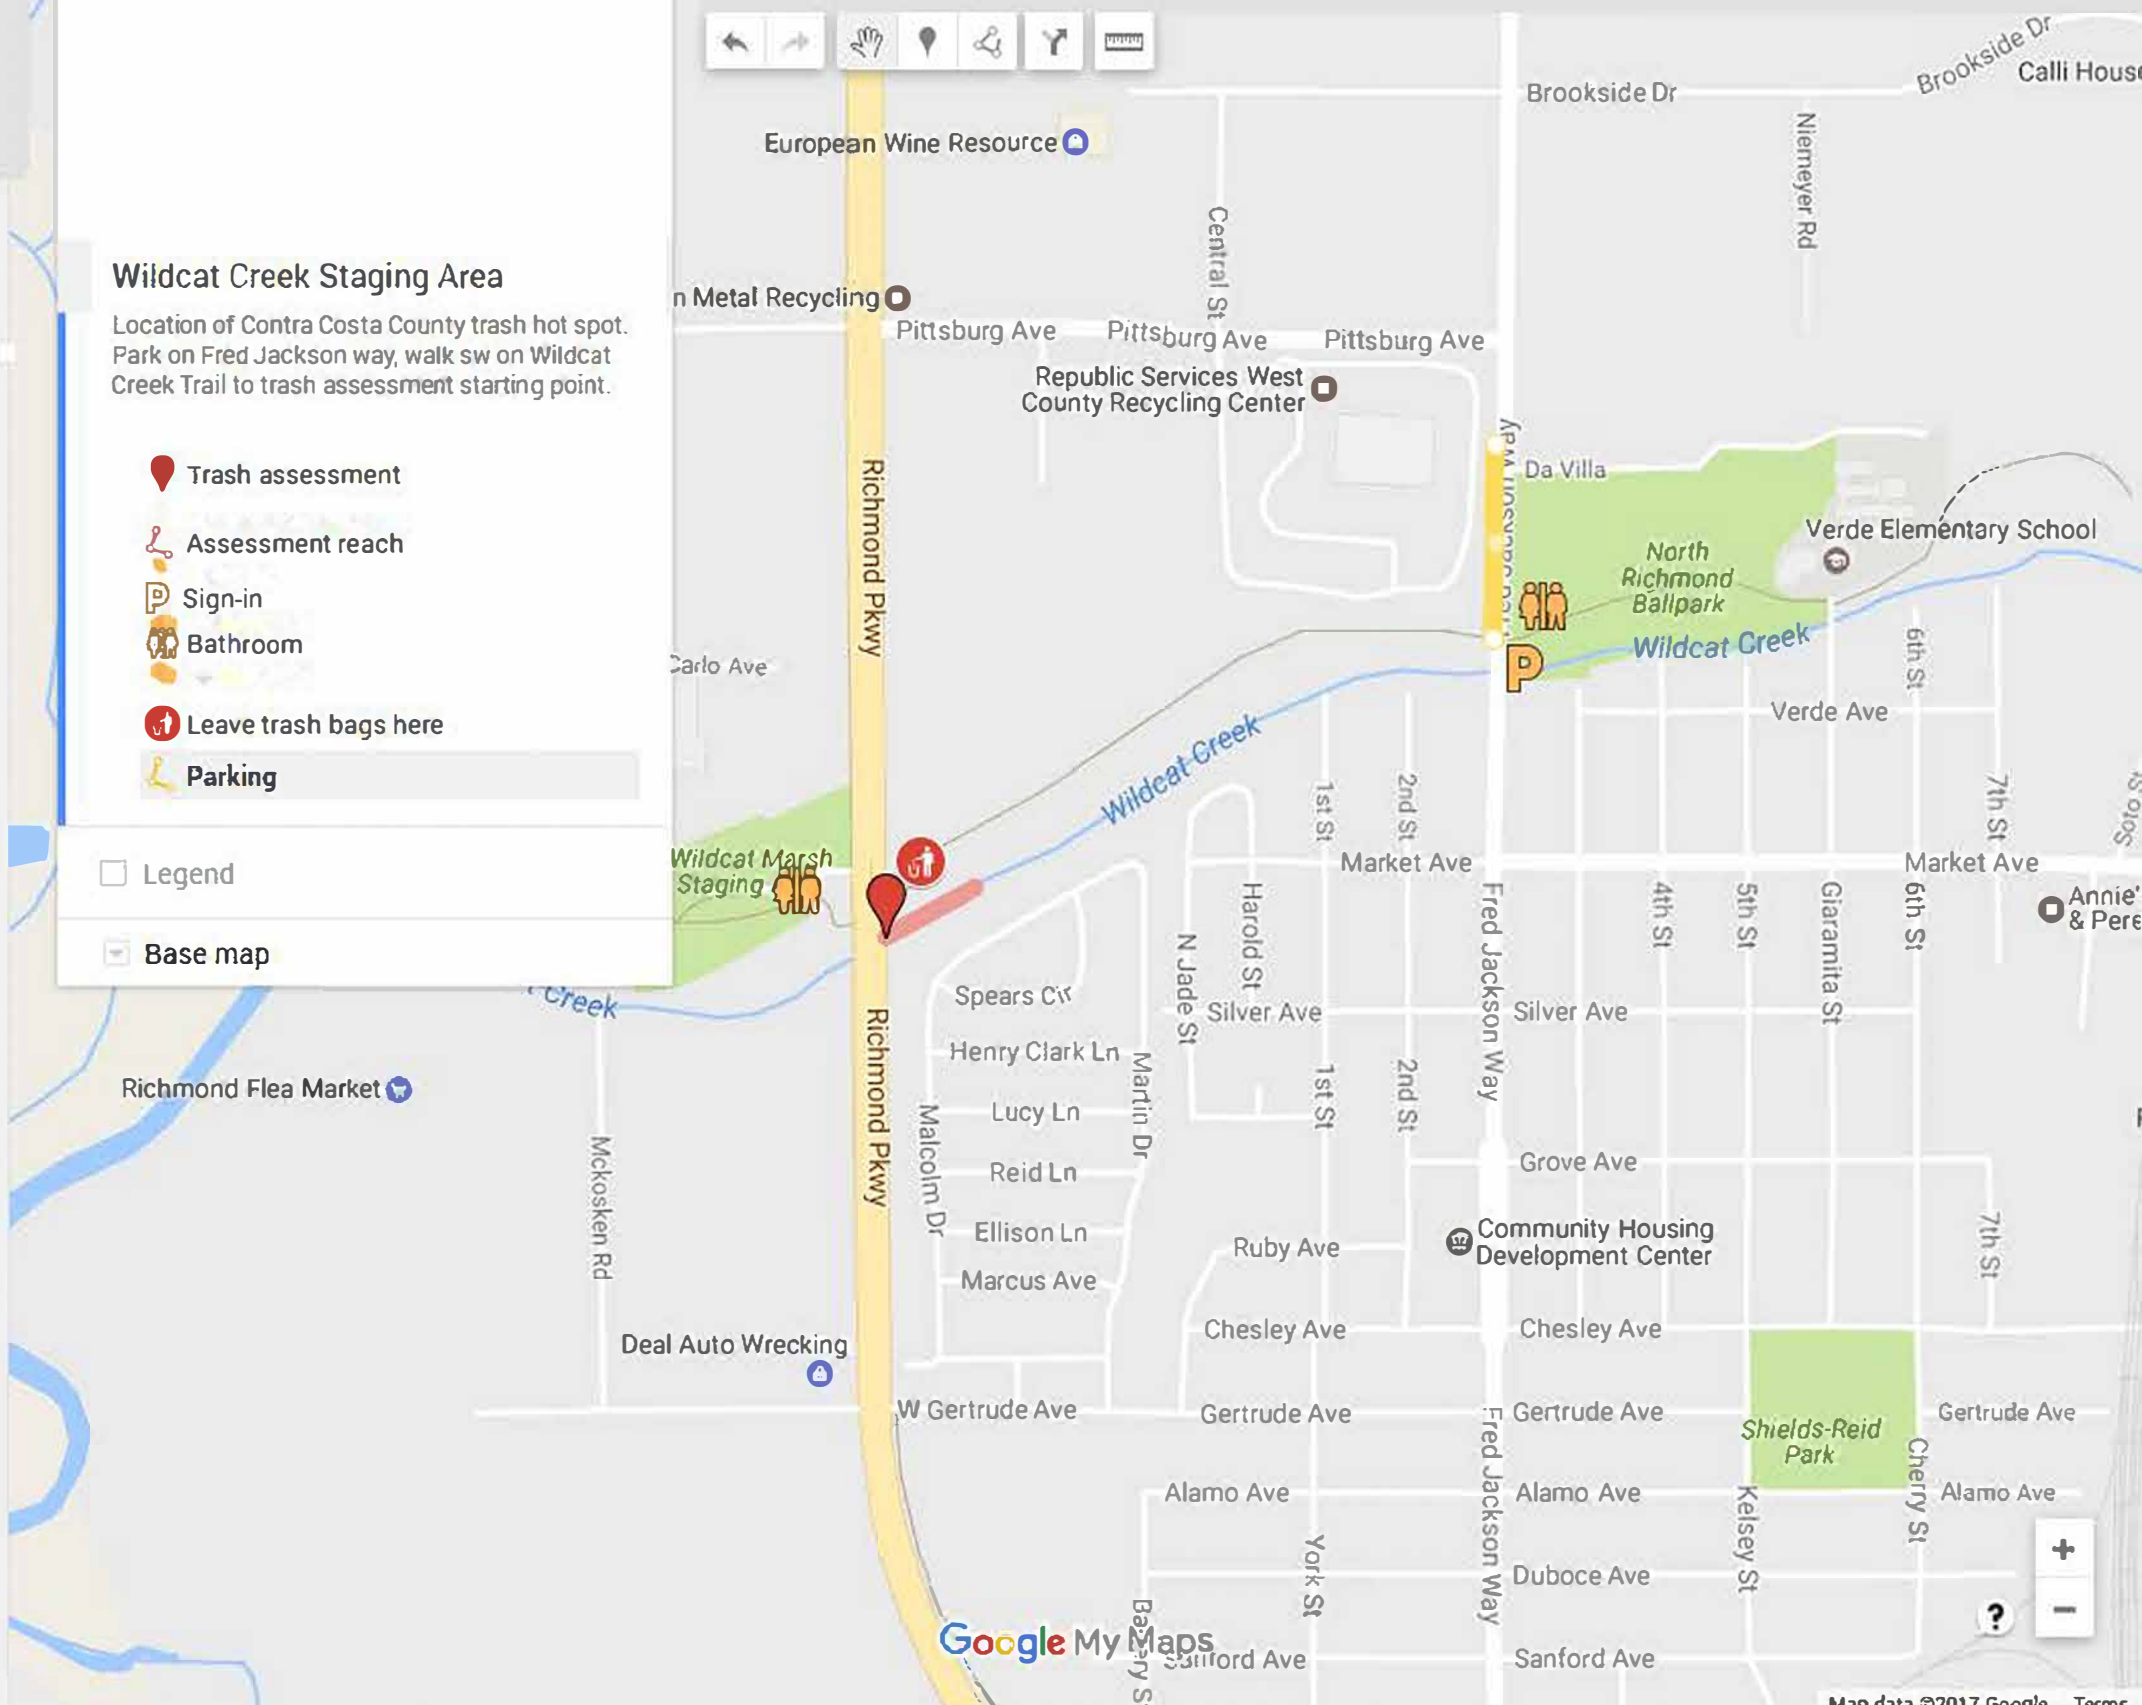 Wildcat Creek Staging Area
Location of Contra Costa County trash hot spot.
Park on Fred Jackson way, walk sw on Wildcat
Creek Trail to trash assessment starting point.
Trash assessment
Assessment reach
P Sign-in
Bathroom
Leave trash bags here
Parking
Legend
Base map
Brookside Dr
Brookside Dr
Calli House
European Wine Resource
Niemeyer Rd
Central St
n Metal Recycling
Pittsburg Ave
Pittsburg Ave
Pittsburg Ave
Republic Services West
County Recycling Center
Richmond Pkwy
Way
Da Villa
Verde Elementary School
North
Richmond
Ballpark
Wildcat Creek
P
Carlo Ave
6th St
Verde Ave
Wildcat Creek
1st St
2nd St
7th St
Soto S
Wildcat Marsh
Staging
Market Ave
Market Ave
Annie'
& Pere
Harold St
N Jade St
Fred Jackson Way
4th St
5th St
Giaramita St
6th St
Creek
Spears Cir
Silver Ave
Silver Ave
Richmond Pkwy
Henry Clark Ln
Martin Dr
1st St
2nd St
Richmond Flea Market
Lucy Ln
Malcolm Dr
Mckosken Rd
Reid Ln
Grove Ave
Ellison Ln
Ruby Ave
Community Housing
Development Center
7th St
Marcus Ave
Chesley Ave
Chesley Ave
Deal Auto Wrecking
W Gertrude Ave
Gertrude Ave
Gertrude Ave
Gertrude Ave
Shields-Reid
Park
Cherry St
Fred Jackson Way
Alamo Ave
Alamo Ave
Alamo Ave
Kelsey St
York St
Duboce Ave
Google My Maps
Sanford Ave
Sanford Ave
+
?
−
Map data ©2017 Google Terms